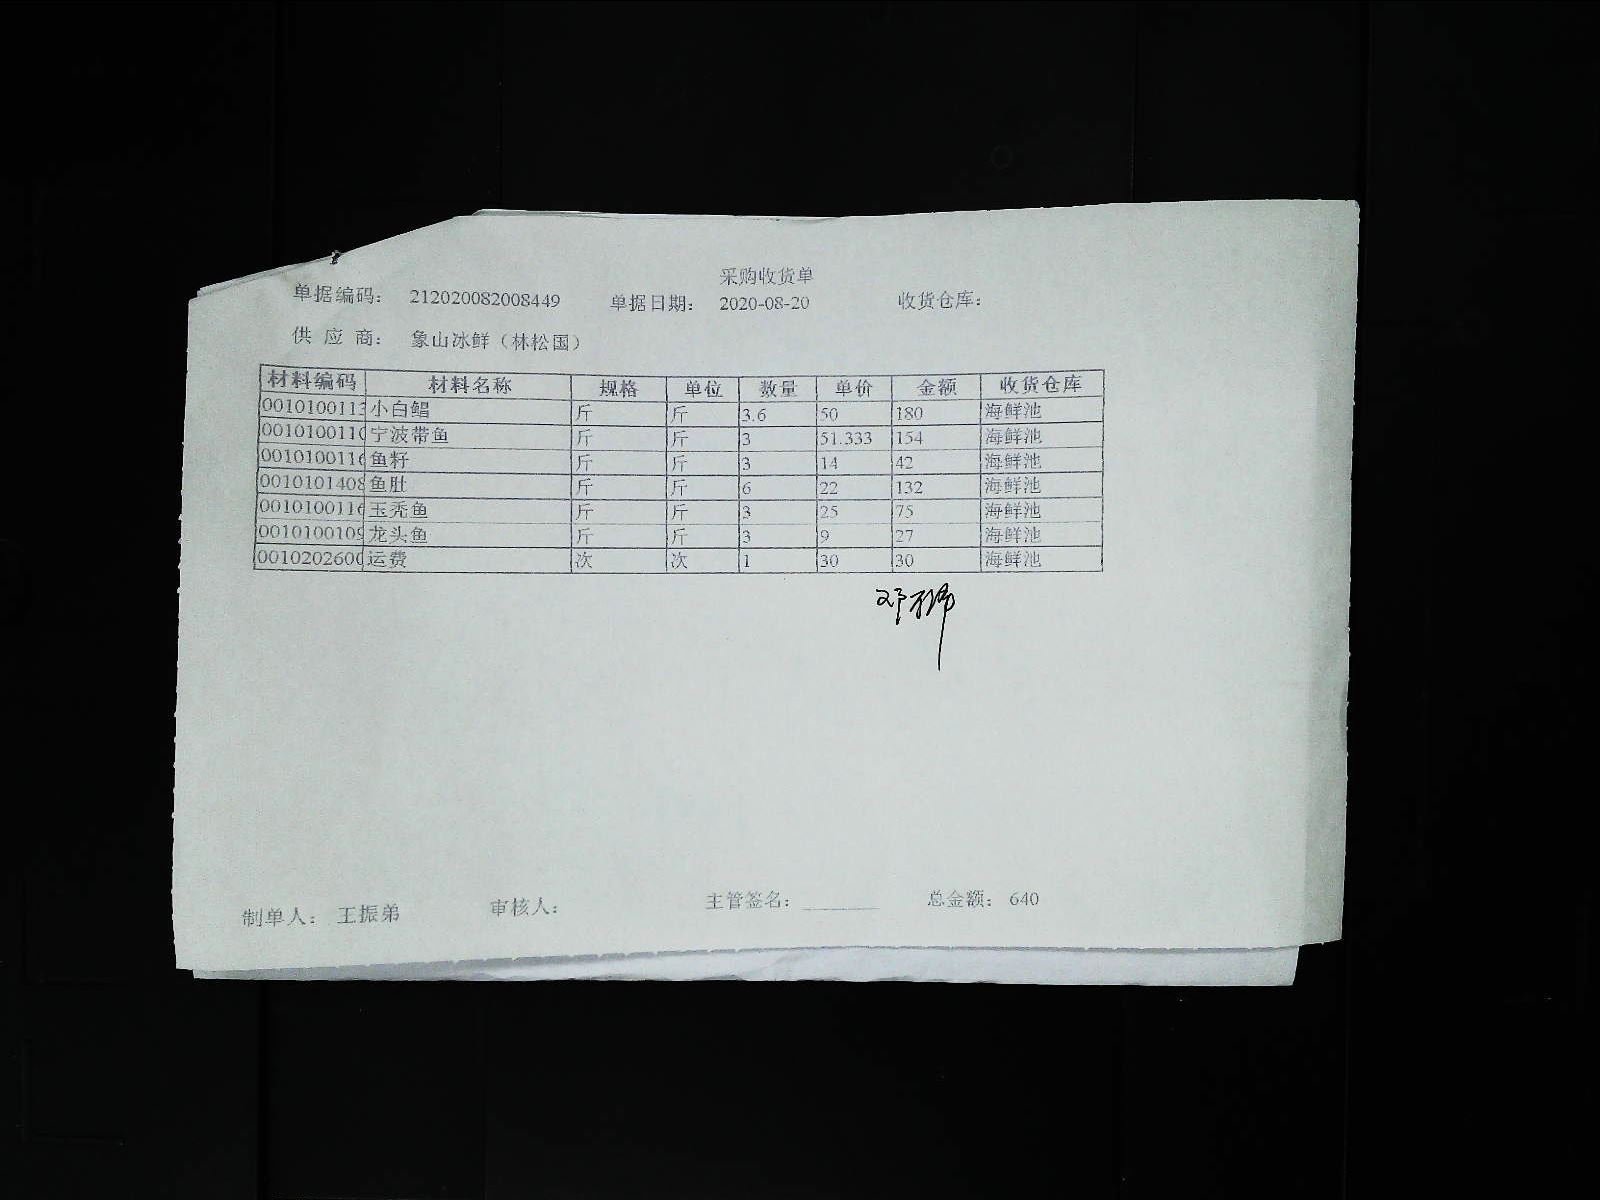 采购收货单
单据编码： 212020082008449 单据日期： 2020-08-20 收货仓库：
供 应 商： 象山冰鲜（林松国）
材料编码 材料名称 规格 单位 数量 单价 金额 收货仓库
0010100113 小白鲳 斤 斤 3.6 50 180 海鲜池
001010011 宁波带鱼 斤 斤 3 51.333 154 海鲜池
001010011 鱼籽 斤 斤 3 14 42 海鲜池
0010101408 鱼肚 斤 斤 6 22 132 海鲜池
001010011 玉秃鱼 斤 斤 3 25 75 海鲜池
001010010 龙头鱼 斤 斤 3 9 27 海鲜池
001020260 运费 次 次 1 30 30 海鲜池
制单人： 王振弟 审核人： 主管签名： 总金额： 640